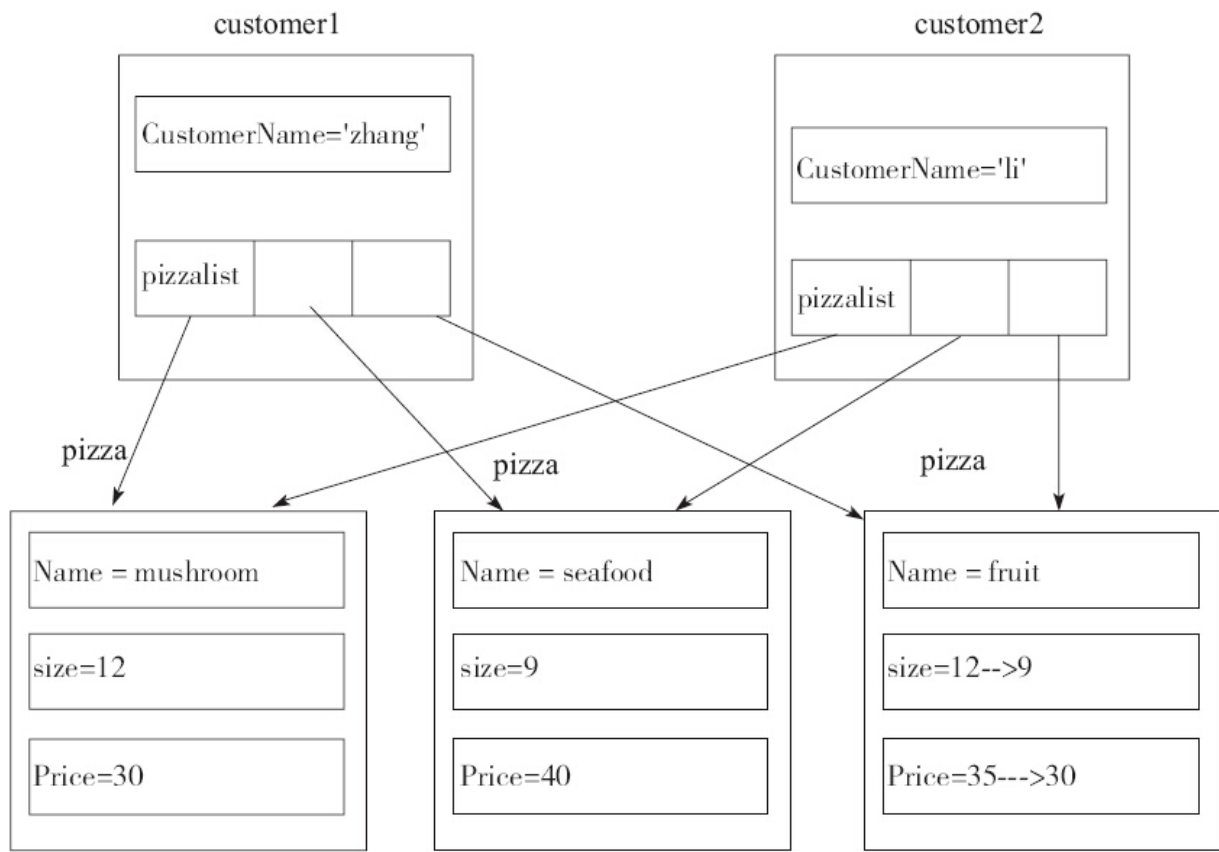 customer1
customer2
CustomerName='zhang'
CustomerName='li'
pizzalist
pizzalist
pizza
pizza
pizza
Name = mushroom
Name = seafood
Name = fruit
size=12
size=9
size=12-->9
Price=30
Price=40
Price=35--->30